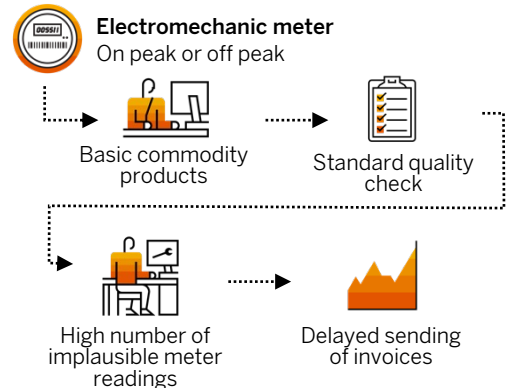 Electromechanic meter
On peak or off peak
Basic commodity
products
Standard quality
check
High number of
implausible meter
readings
Delayed sending
of invoices